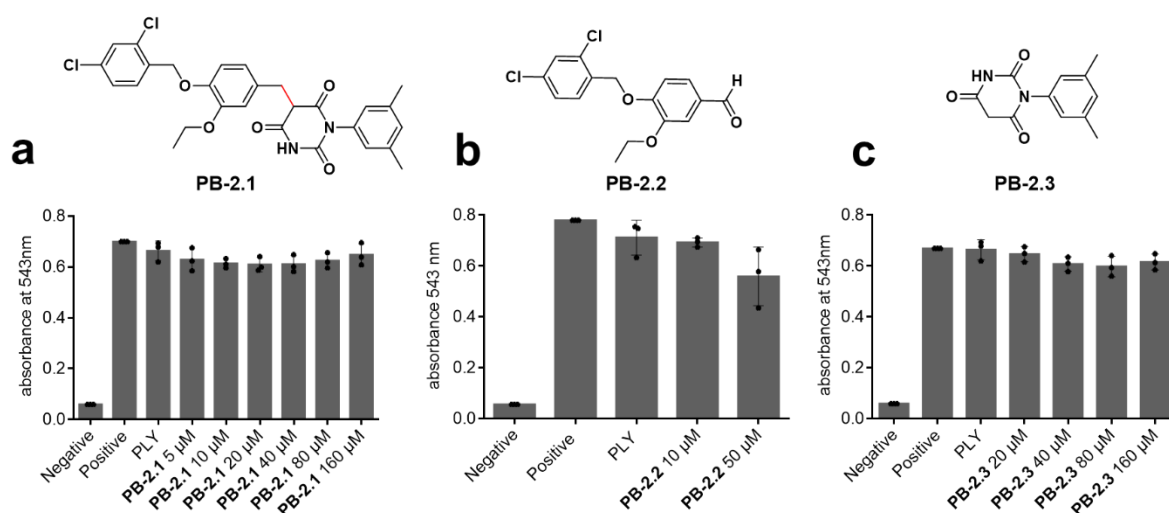 Cl
Cl
O
O
O
O
N
NH
O
a
PB-2.1
absorbance at 543nm
0.8
0.6
0.4
0.2
0.0
Negative
Positive
PLY
PB-2.1 5 µM
PB-2.1 10 µM
PB-2.1 20 µM
PB-2.1 40 µM
PB-2.1 80 µM
PB-2.1 160 µM
Cl
Cl
O
O
H
O
b
PB-2.2
absorbance 543 nm
0.8
0.6
0.4
0.2
0.0
Negative
Positive
PLY
PB-2.2 10 µM
PB-2.2 50 µM
NH
O
O
N
O
c
PB-2.3
absorbance at 543nm
0.8
0.6
0.4
0.2
0.0
Negative
Positive
PLY
PB-2.3 20 µM
PB-2.3 40 µM
PB-2.3 80 µM
PB-2.3 160 µM